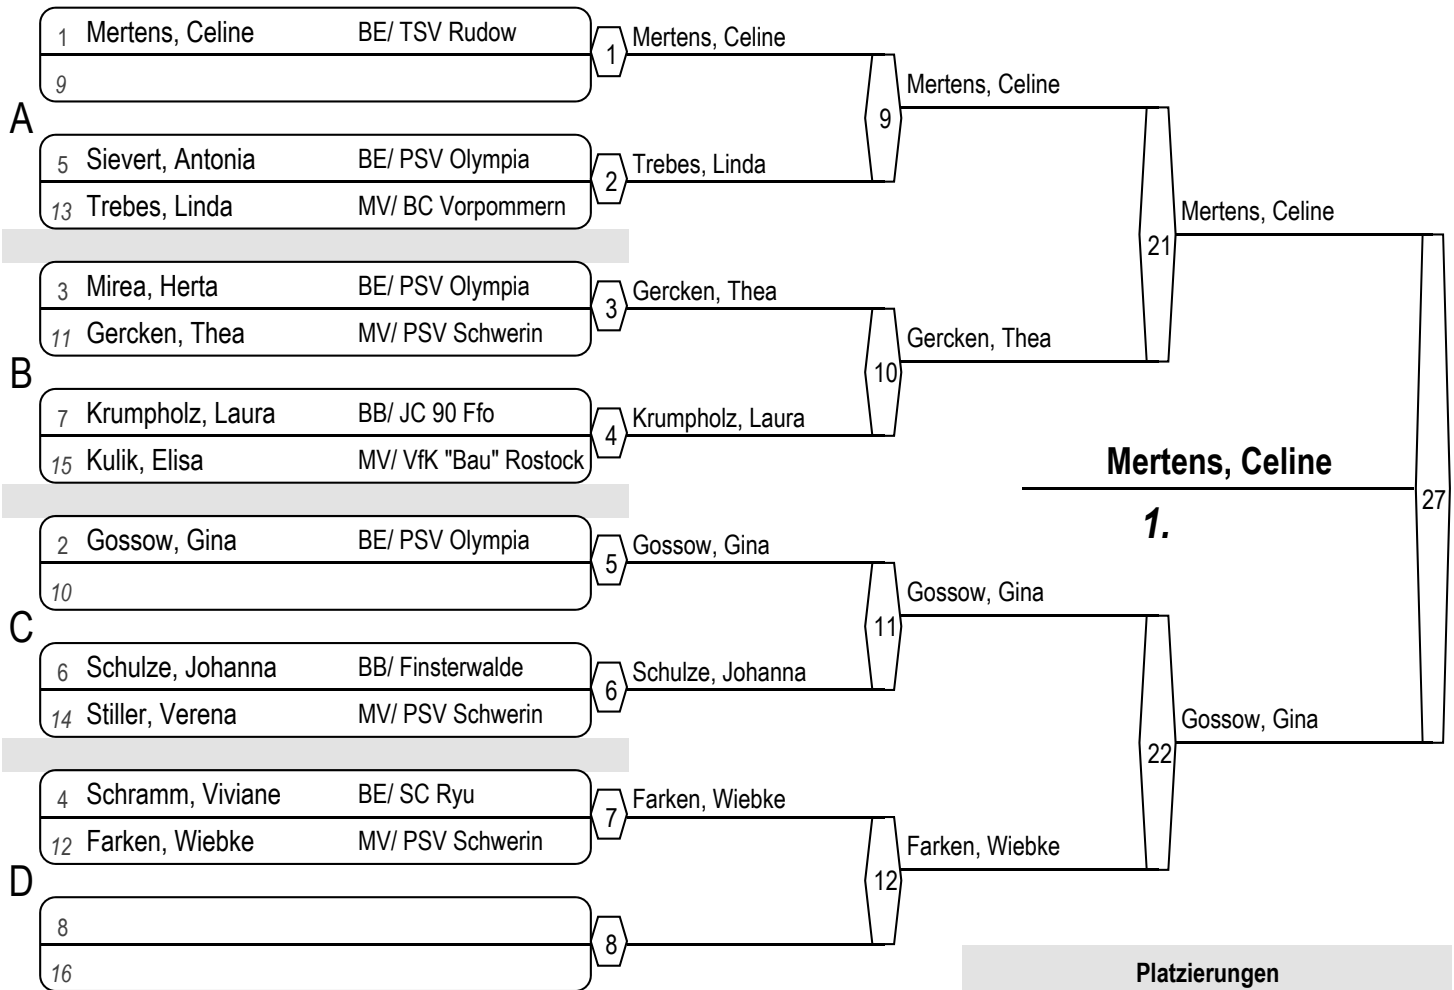 1 Mertens, Celine BE/ TSV Rudow
9
1 Mertens, Celine
A
5 Sievert, Antonia BE/ PSV Olympia
13 Trebes, Linda MV/ BC Vorpommern
2 Trebes, Linda
9 Mertens, Celine
3 Mirea, Herta BE/ PSV Olympia
11 Gercken, Thea MV/ PSV Schwerin
3 Gercken, Thea
B
7 Krumpholz, Laura BB/ JC 90 Ffo
15 Kulik, Elisa MV/ VfK "Bau" Rostock
4 Krumpholz, Laura
10 Gercken, Thea
21 Mertens, Celine
2 Gossow, Gina BE/ PSV Olympia
10
5 Gossow, Gina
C
6 Schulze, Johanna BB/ Finsterwalde
14 Stiller, Verena MV/ PSV Schwerin
6 Schulze, Johanna
11 Gossow, Gina
4 Schramm, Viviane BE/ SC Ryu
12 Farken, Wiebke MV/ PSV Schwerin
7 Farken, Wiebke
D
8
16
8
12 Farken, Wiebke
22 Gossow, Gina
27
Mertens, Celine
1.
Platzierungen